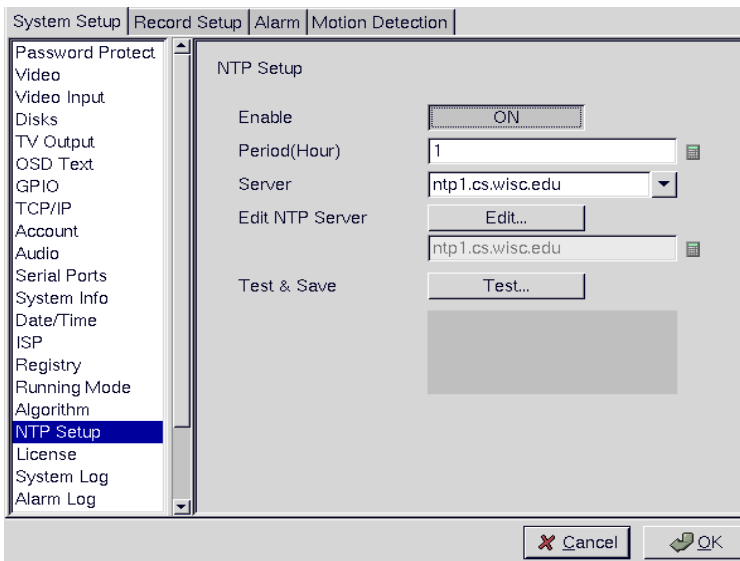 System Setup Record Setup Alarm Motion Detection
Password Protect
Video
Video Input
Disks
TV Output
OSD Text
GPIO
TCP/IP
Account
Audio
Serial Ports
System Info
Date/Time
ISP
Registry
Running Mode
Algorithm
NTP Setup
License
System Log
Alarm Log
NTP Setup
Enable ON
Period(Hour) 1
Server ntp1.cs.wisc.edu
Edit NTP Server Edit...
ntp1.cs.wisc.edu
Test & Save Test...
Cancel OK